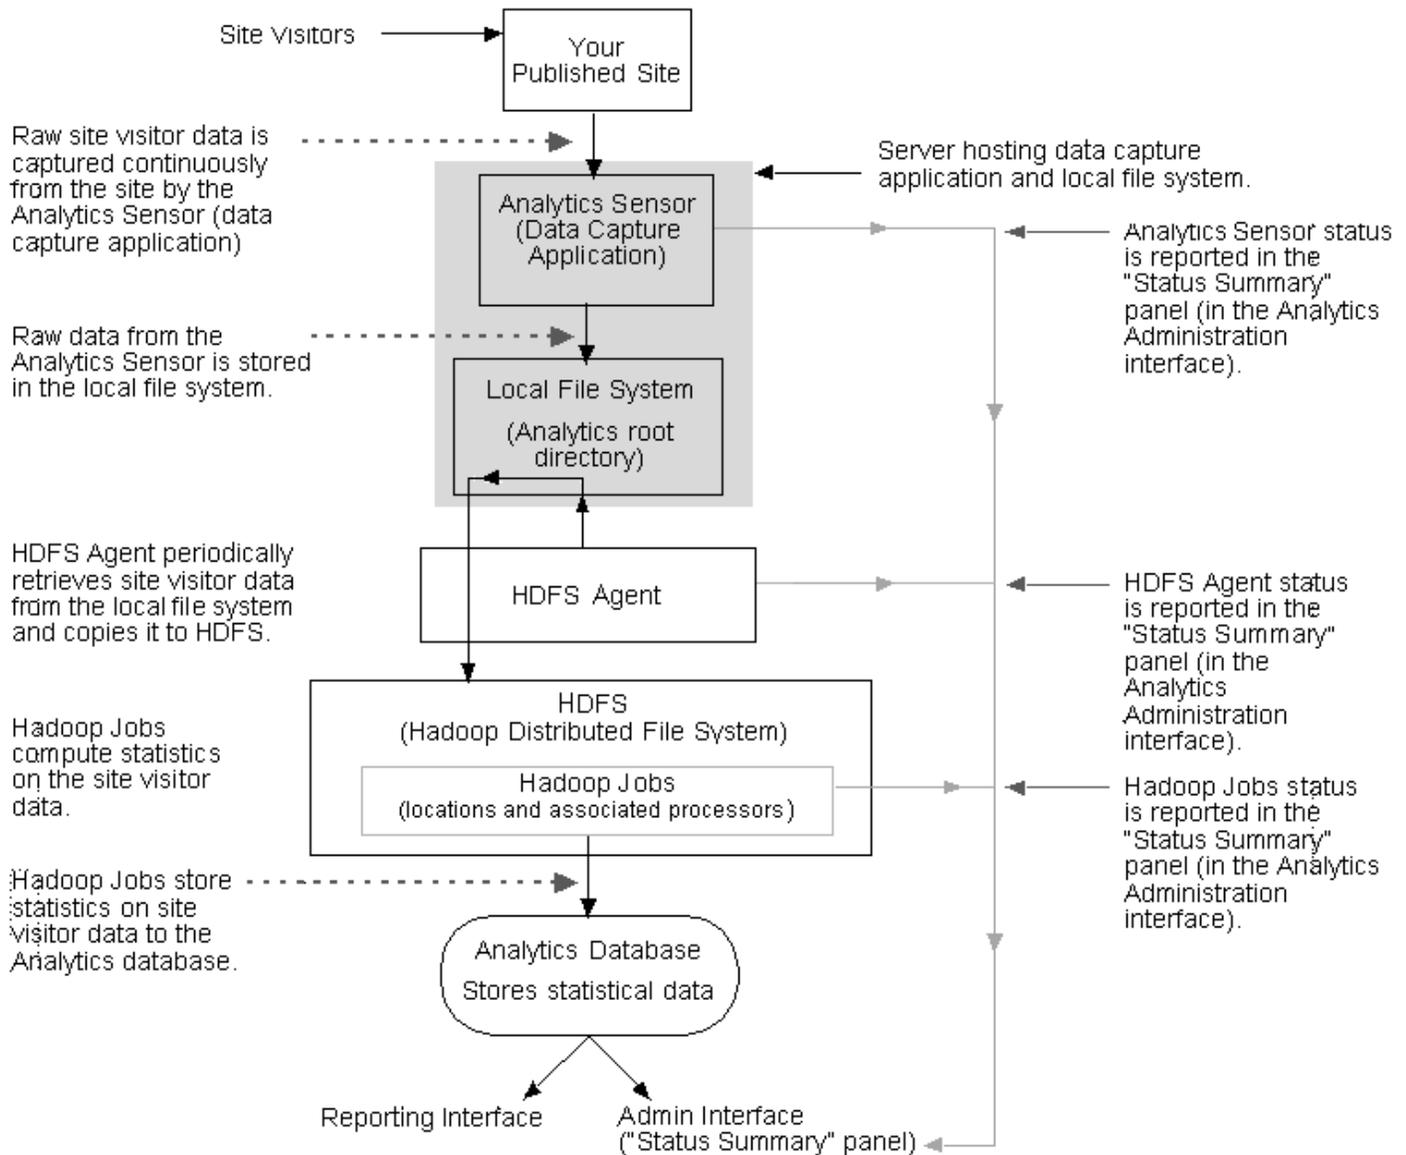 Site Visitors
Your
Published Site
Raw site visitor data is
captured continuously
from the site by the
Analytics Sensor (data
capture application)
Server hosting data capture
application and local file system.
Analytics Sensor
(Data Capture
Application)
Analytics Sensor status
is reported in the
"Status Summary"
panel (in the Analytics
Administration
interface).
Raw data from the
Analytics Sensor is stored
in the local file system.
Local File System
(Analytics root
directory)
HDFS Agent periodically
retrieves site visitor data
from the local file system
and copies it to HDFS.
HDFS Agent
HDFS Agent status
is reported in the
"Status Summary"
panel (in the
Analytics
Administration
interface).
HDFS
(Hadoop Distributed File System)
Hadoop Jobs
compute statistics
on the site visitor
data.
Hadoop Jobs
(locations and associated processors)
Hadoop Jobs status
is reported in the
"Status Summary"
panel (in the Analytics
Administration
interface).
Hadoop Jobs store
statistics on site
visitor data to the
Analytics database.
Analytics Database
Stores statistical data
Reporting Interface
Admin Interface
("Status Summary" panel)